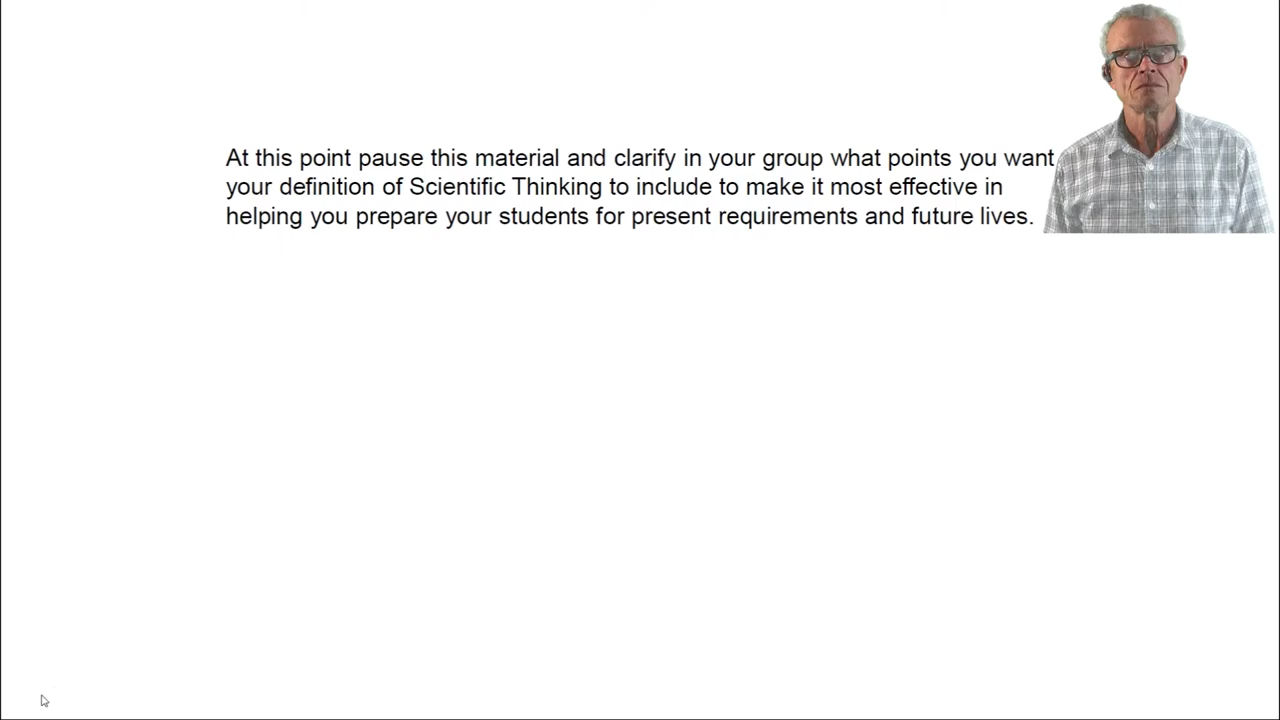 At this point pause this material and clarify in your group what points you want
your definition of Scientific Thinking to include to make it most effective in
helping you prepare your students for present requirements and future lives.